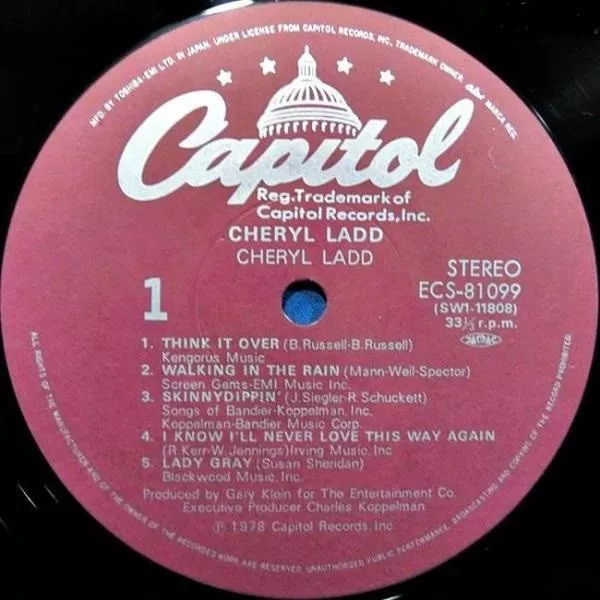 MFD. BY TOSHIBA-EMI LTD. IN JAPAN. UNDER LICENSE FROM CAPITOL RECORDS, INC. TRADEMARK OWNER. MARCA REG.
Capitol
Reg.Trademark of
Capitol Records,Inc.
CHERYL LADD
CHERYL LADD
1
STEREO
ECS-81099
(SW1-11808)
33⅓ r.p.m.
JASRAC
1. THINK IT OVER (B.Russell-B.Russell)
Kengorus Music
2. WALKING IN THE RAIN (Mann-Weil-Spector)
Screen Gems-EMI Music Inc.
3. SKINNYDIPPIN' (J.Siegler-R.Schuckett)
Songs of Bandier-Koppelman, Inc.
Koppelman-Bandier Music Corp.
4. I KNOW I'LL NEVER LOVE THIS WAY AGAIN
(R.Kerr-W.Jennings)Irving Music Inc
5. LADY GRAY (Susan Sheridan)
Blackwood Music, Inc.
Produced by Gary Klein for The Entertainment Co.
Executive Producer Charles Koppelman
Ⓟ 1978 Capitol Records, Inc.
ALL RIGHTS OF THE MANUFACTURER AND OF THE OWNER OF THE RECORDED WORK ARE RESERVED. UNAUTHORIZED PUBLIC PERFORMANCE, BROADCASTING AND COPYING OF THE RECORD PROHIBITED.